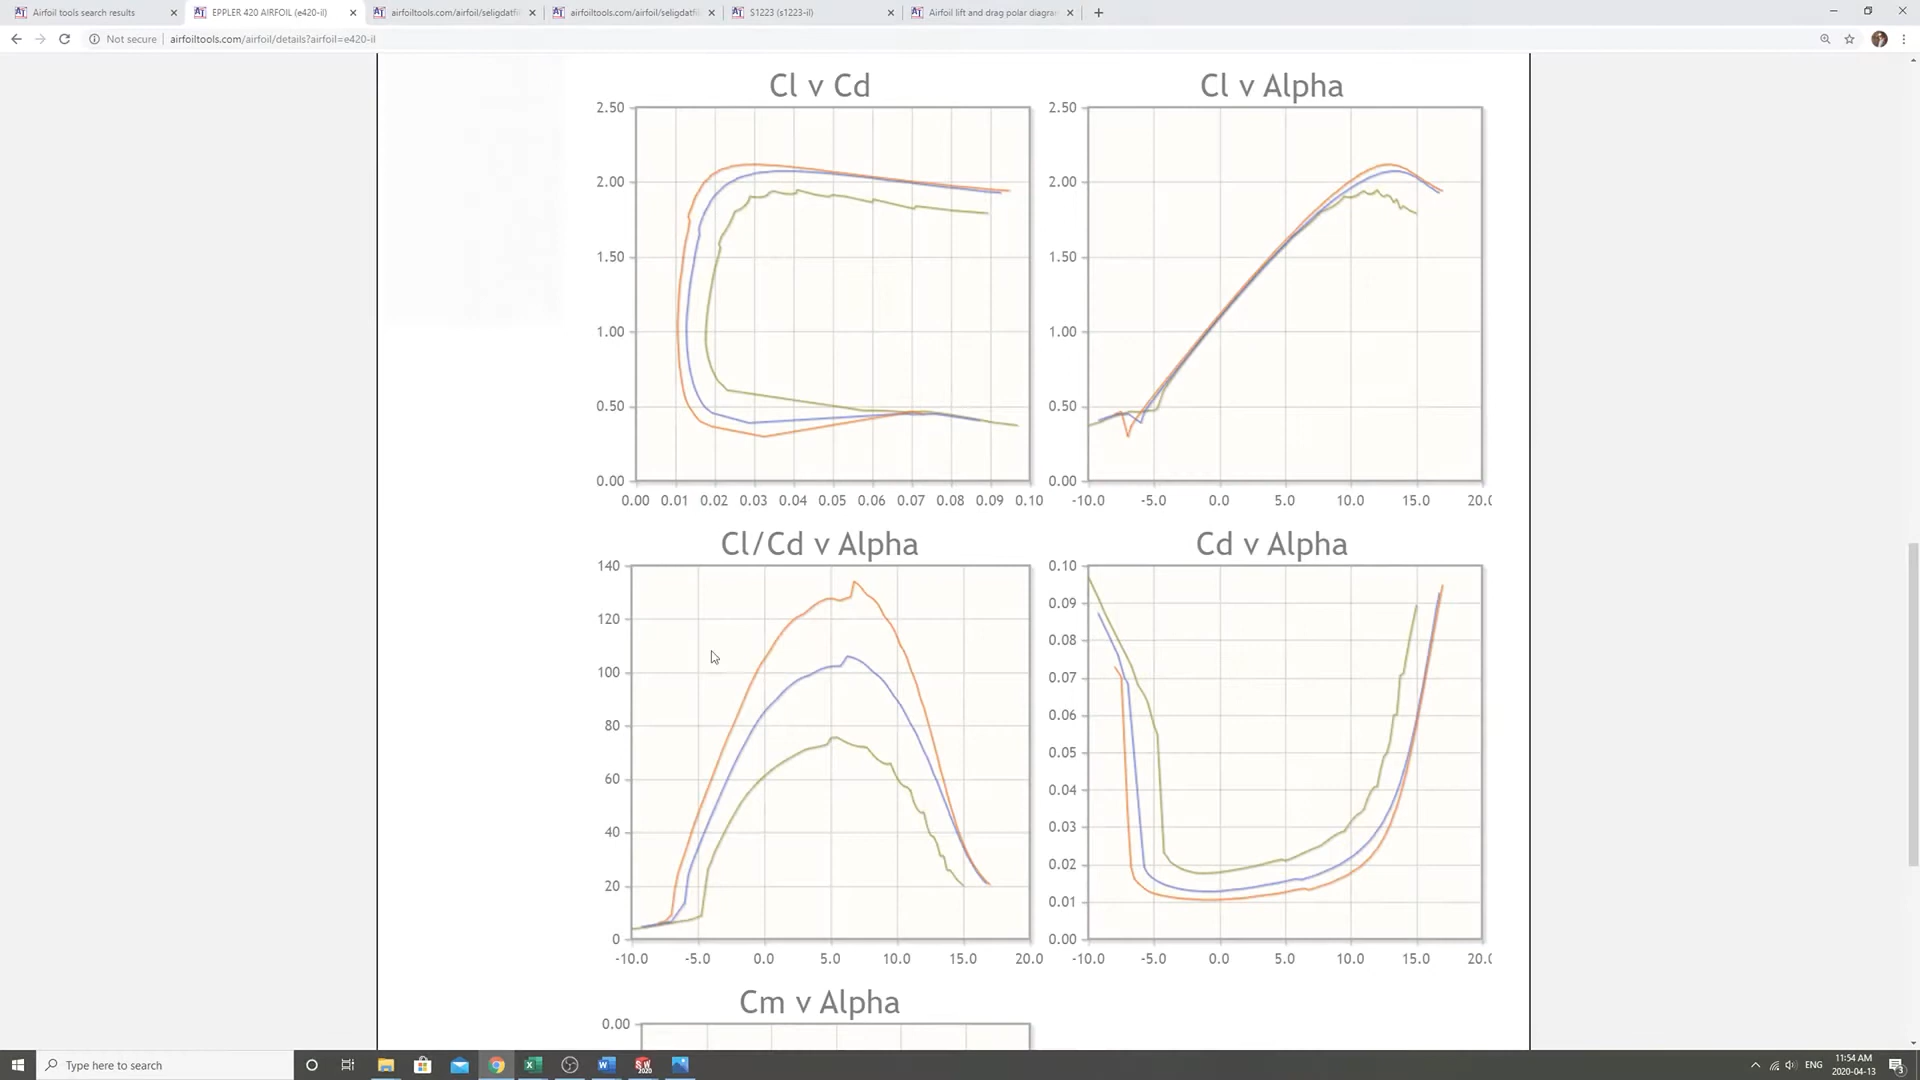 Airfoil tools search results
EPPLER 420 AIRFOIL (e420-il)
airfoiltools.com/airfoil/seligdatfi
airfoiltools.com/airfoil/seligdatfi
S1223 (s1223-il)
Airfoil lift and drag polar diagra
Not secure
airfoiltools.com/airfoil/details?airfoil=e420-il
Cl v Cd
2.50
2.00
1.50
1.00
0.50
0.00
0.00 0.01 0.02 0.03 0.04 0.05 0.06 0.07 0.08 0.09 0.10
Cl v Alpha
2.50
2.00
1.50
1.00
0.50
0.00
-10.0 -5.0 0.0 5.0 10.0 15.0 20.0
Cl/Cd v Alpha
140
120
100
80
60
40
20
0
-10.0 -5.0 0.0 5.0 10.0 15.0 20.0
Cd v Alpha
0.10
0.09
0.08
0.07
0.06
0.05
0.04
0.03
0.02
0.01
0.00
-10.0 -5.0 0.0 5.0 10.0 15.0 20.0
Cm v Alpha
0.00
Type here to search
ENG
11:54 AM
2020-04-13